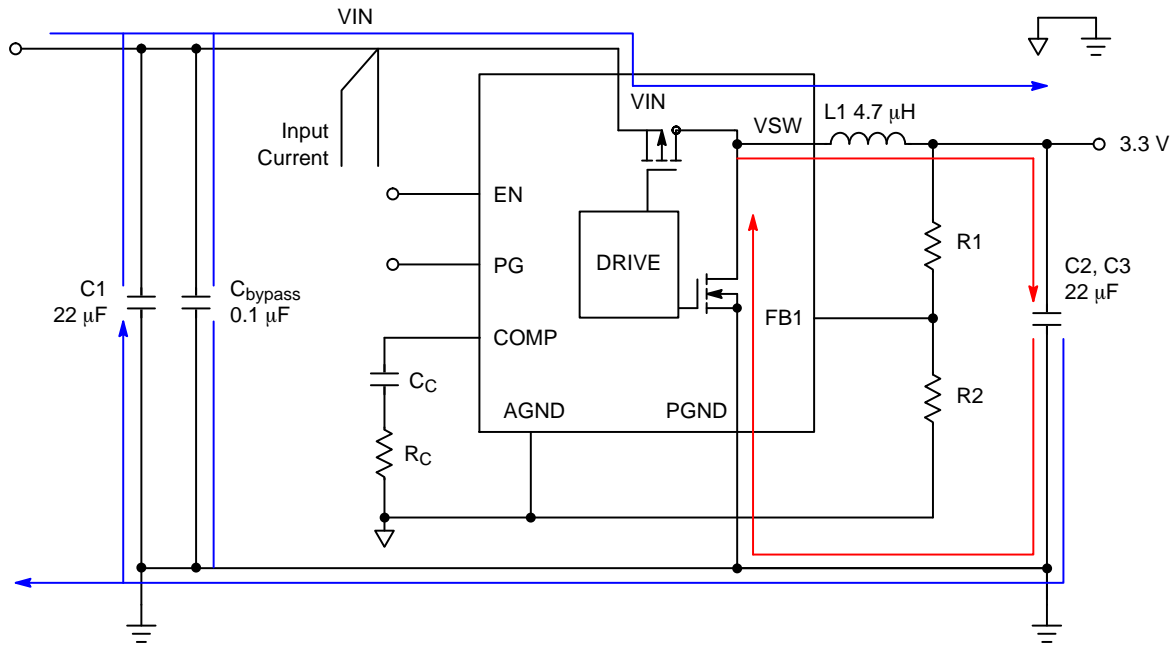 VIN
VIN
VSW
L1 4.7 μH
3.3 V
Input
Current
EN
DRIVE
R1
PG
C1
22 μF
Cbypass
0.1 μF
C2, C3
22 μF
FB1
COMP
CC
R2
AGND
PGND
RC